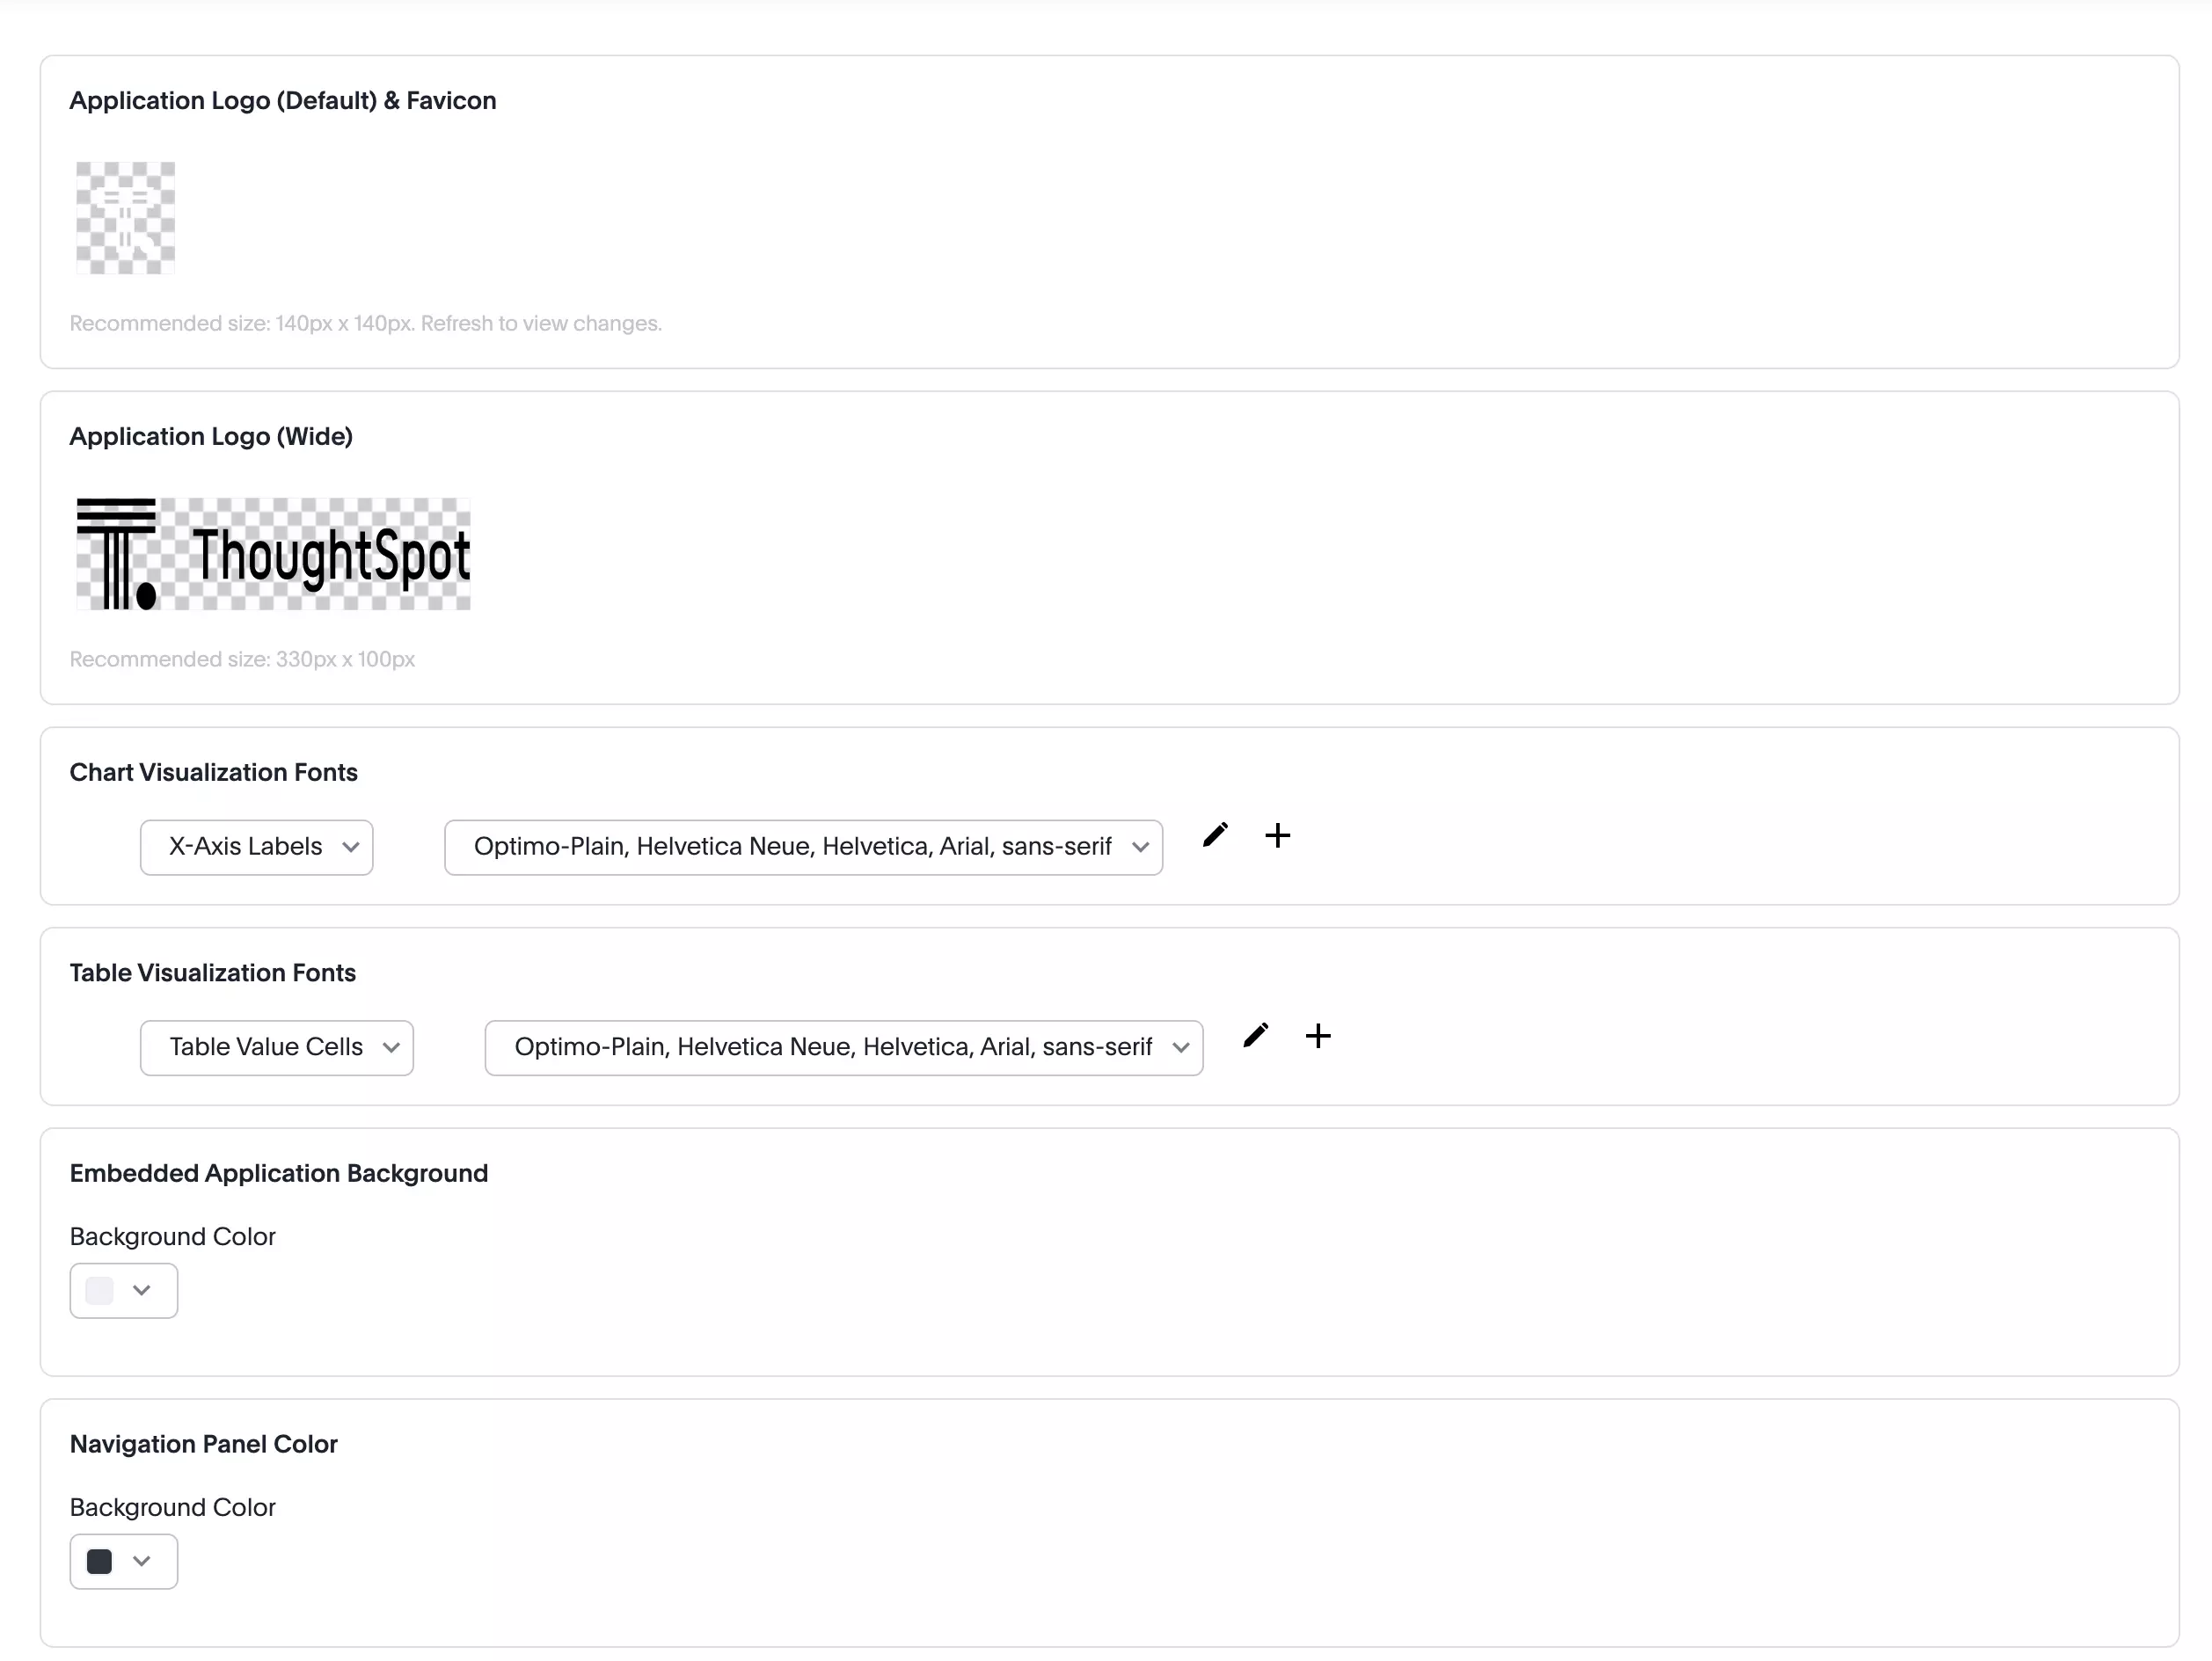 Application Logo (Default) & Favicon
Recommended size: 140px x 140px. Refresh to view changes.
Application Logo (Wide)
ThoughtSpot
Recommended size: 330px x 100px
Chart Visualization Fonts
X-Axis Labels Optimo-Plain, Helvetica Neue, Helvetica, Arial, sans-serif
Table Visualization Fonts
Table Value Cells Optimo-Plain, Helvetica Neue, Helvetica, Arial, sans-serif
Embedded Application Background
Background Color
Navigation Panel Color
Background Color